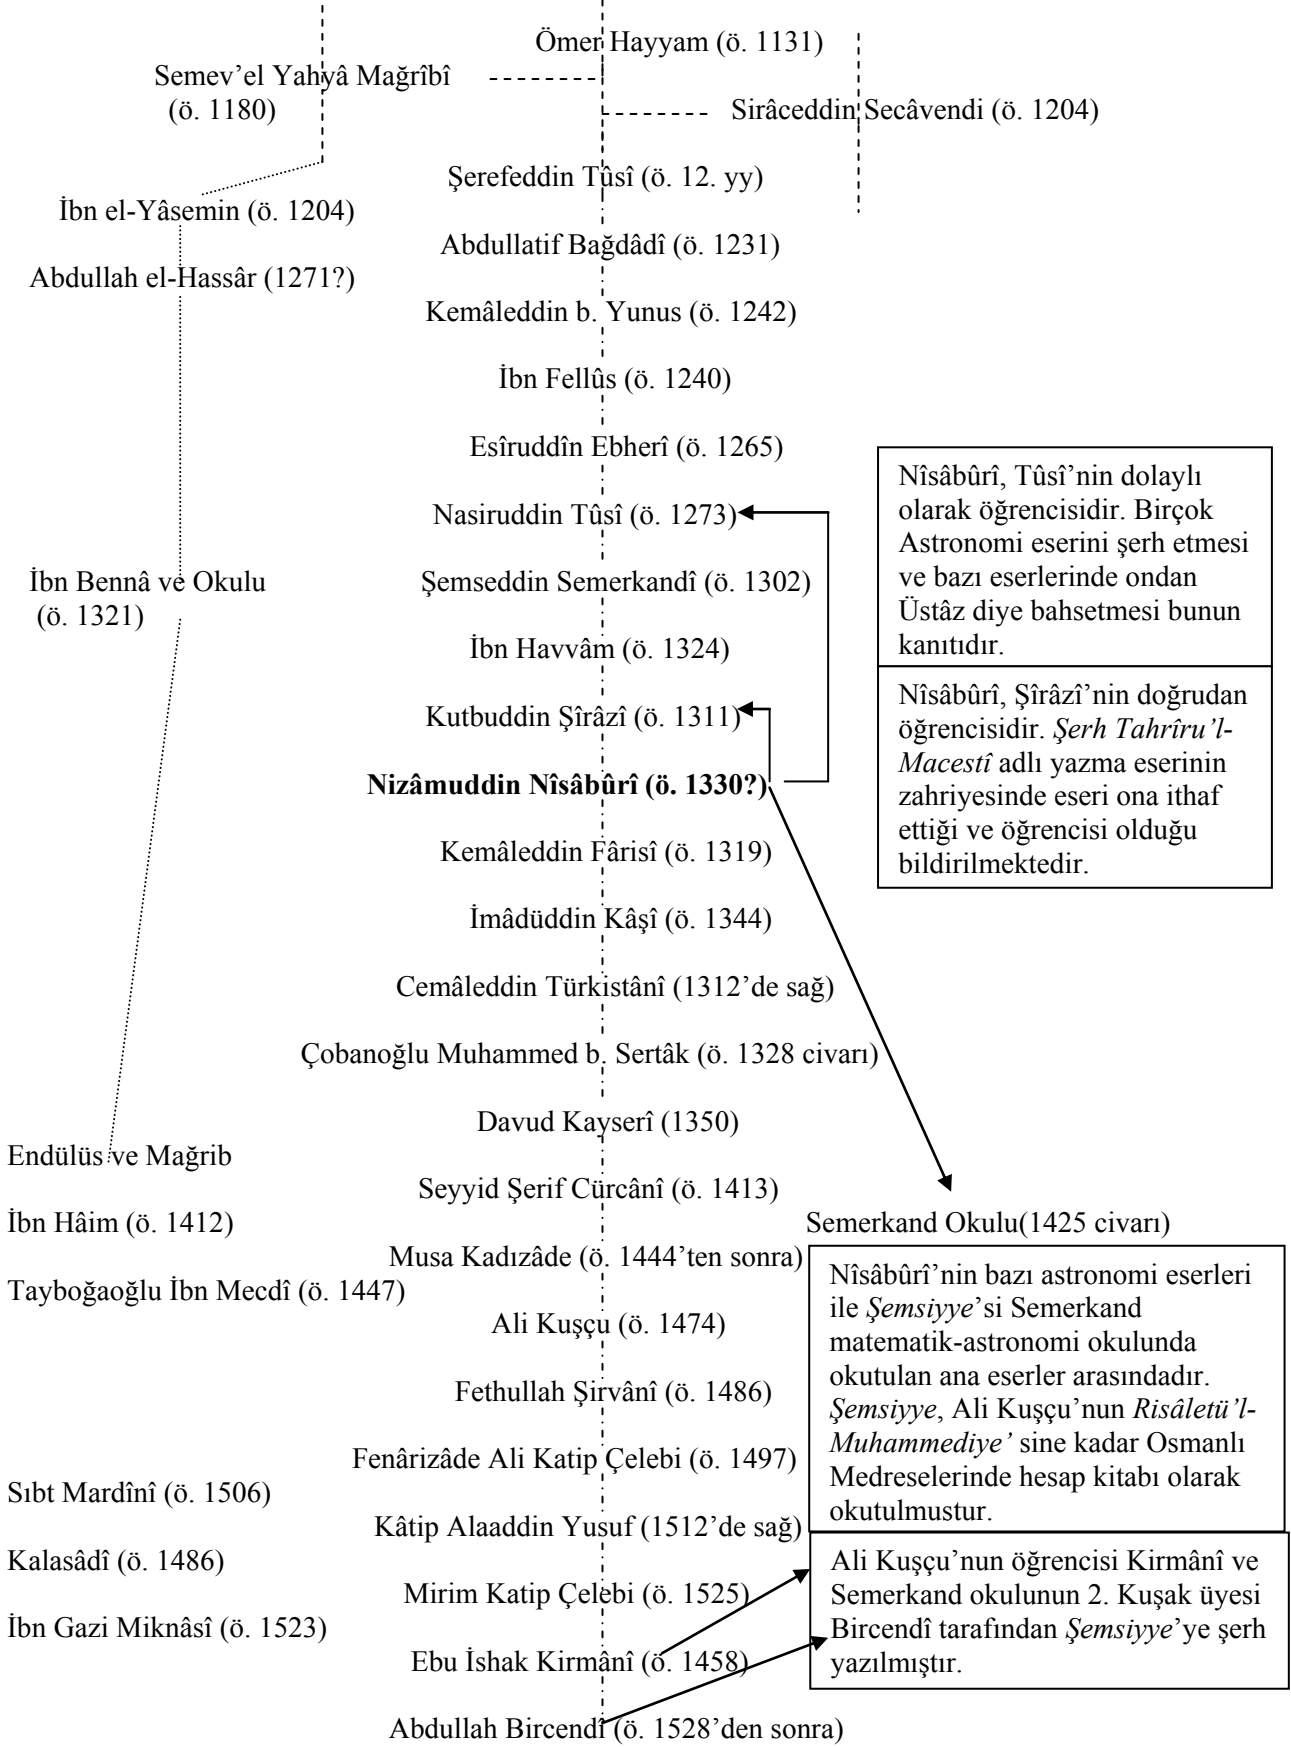 Ömer Hayyam (ö. 1131)
Semev’el Yahyâ Mağrîbî
(ö. 1180)
Sirâceddin Secâvendi (ö. 1204)
Şerefeddin Tûsî (ö. 12. yy)
İbn el-Yâsemin (ö. 1204)
Abdullatif Bağdâdî (ö. 1231)
Abdullah el-Hassâr (1271?)
Kemâleddin b. Yunus (ö. 1242)
İbn Fellûs (ö. 1240)
Esîruddîn Ebherî (ö. 1265)
Nasiruddin Tûsî (ö. 1273)
Nîsâbûrî, Tûsî’nin dolaylı
olarak öğrencisidir. Birçok
Astronomi eserini şerh etmesi
ve bazı eserlerinde ondan
Üstâz diye bahsetmesi bunun
kanıtıdır.
İbn Bennâ ve Okulu
(ö. 1321)
Şemseddin Semerkandî (ö. 1302)
İbn Havvâm (ö. 1324)
Kutbuddin Şîrâzî (ö. 1311)
Nîsâbûrî, Şîrâzî’nin doğrudan
öğrencisidir. Şerh Tahrîru’l-
Macestî adlı yazma eserinin
zahriyesinde eseri ona ithaf
ettiği ve öğrencisi olduğu
bildirilmektedir.
Nizâmuddin Nîsâbûrî (ö. 1330?)
Kemâleddin Fârisî (ö. 1319)
İmâdüddin Kâşî (ö. 1344)
Cemâleddin Türkistânî (1312’de sağ)
Çobanoğlu Muhammed b. Sertâk (ö. 1328 civarı)
Davud Kayserî (1350)
Endülüs ve Mağrib
Seyyid Şerif Cürcânî (ö. 1413)
İbn Hâim (ö. 1412)
Semerkand Okulu(1425 civarı)
Musa Kadızâde (ö. 1444’ten sonra)
Tayboğaoğlu İbn Mecdî (ö. 1447)
Ali Kuşçu (ö. 1474)
Fethullah Şirvânî (ö. 1486)
Fenârizâde Ali Katip Çelebi (ö. 1497)
Nîsâbûrî’nin bazı astronomi eserleri
ile Şemsiyye’si Semerkand
matematik-astronomi okulunda
okutulan ana eserler arasındadır.
Şemsiyye, Ali Kuşçu’nun Risâletü’l-
Muhammediye’ sine kadar Osmanlı
Medreselerinde hesap kitabı olarak
okutulmustur.
Sıbt Mardînî (ö. 1506)
Kâtip Alaaddin Yusuf (1512’de sağ)
Kalasâdî (ö. 1486)
Mirim Katip Çelebi (ö. 1525)
İbn Gazi Miknâsî (ö. 1523)
Ebu İshak Kirmânî (ö. 1458)
Ali Kuşçu’nun öğrencisi Kirmânî ve
Semerkand okulunun 2. Kuşak üyesi
Bircendî tarafından Şemsiyye’ye şerh
yazılmıştır.
Abdullah Bircendî (ö. 1528’den sonra)